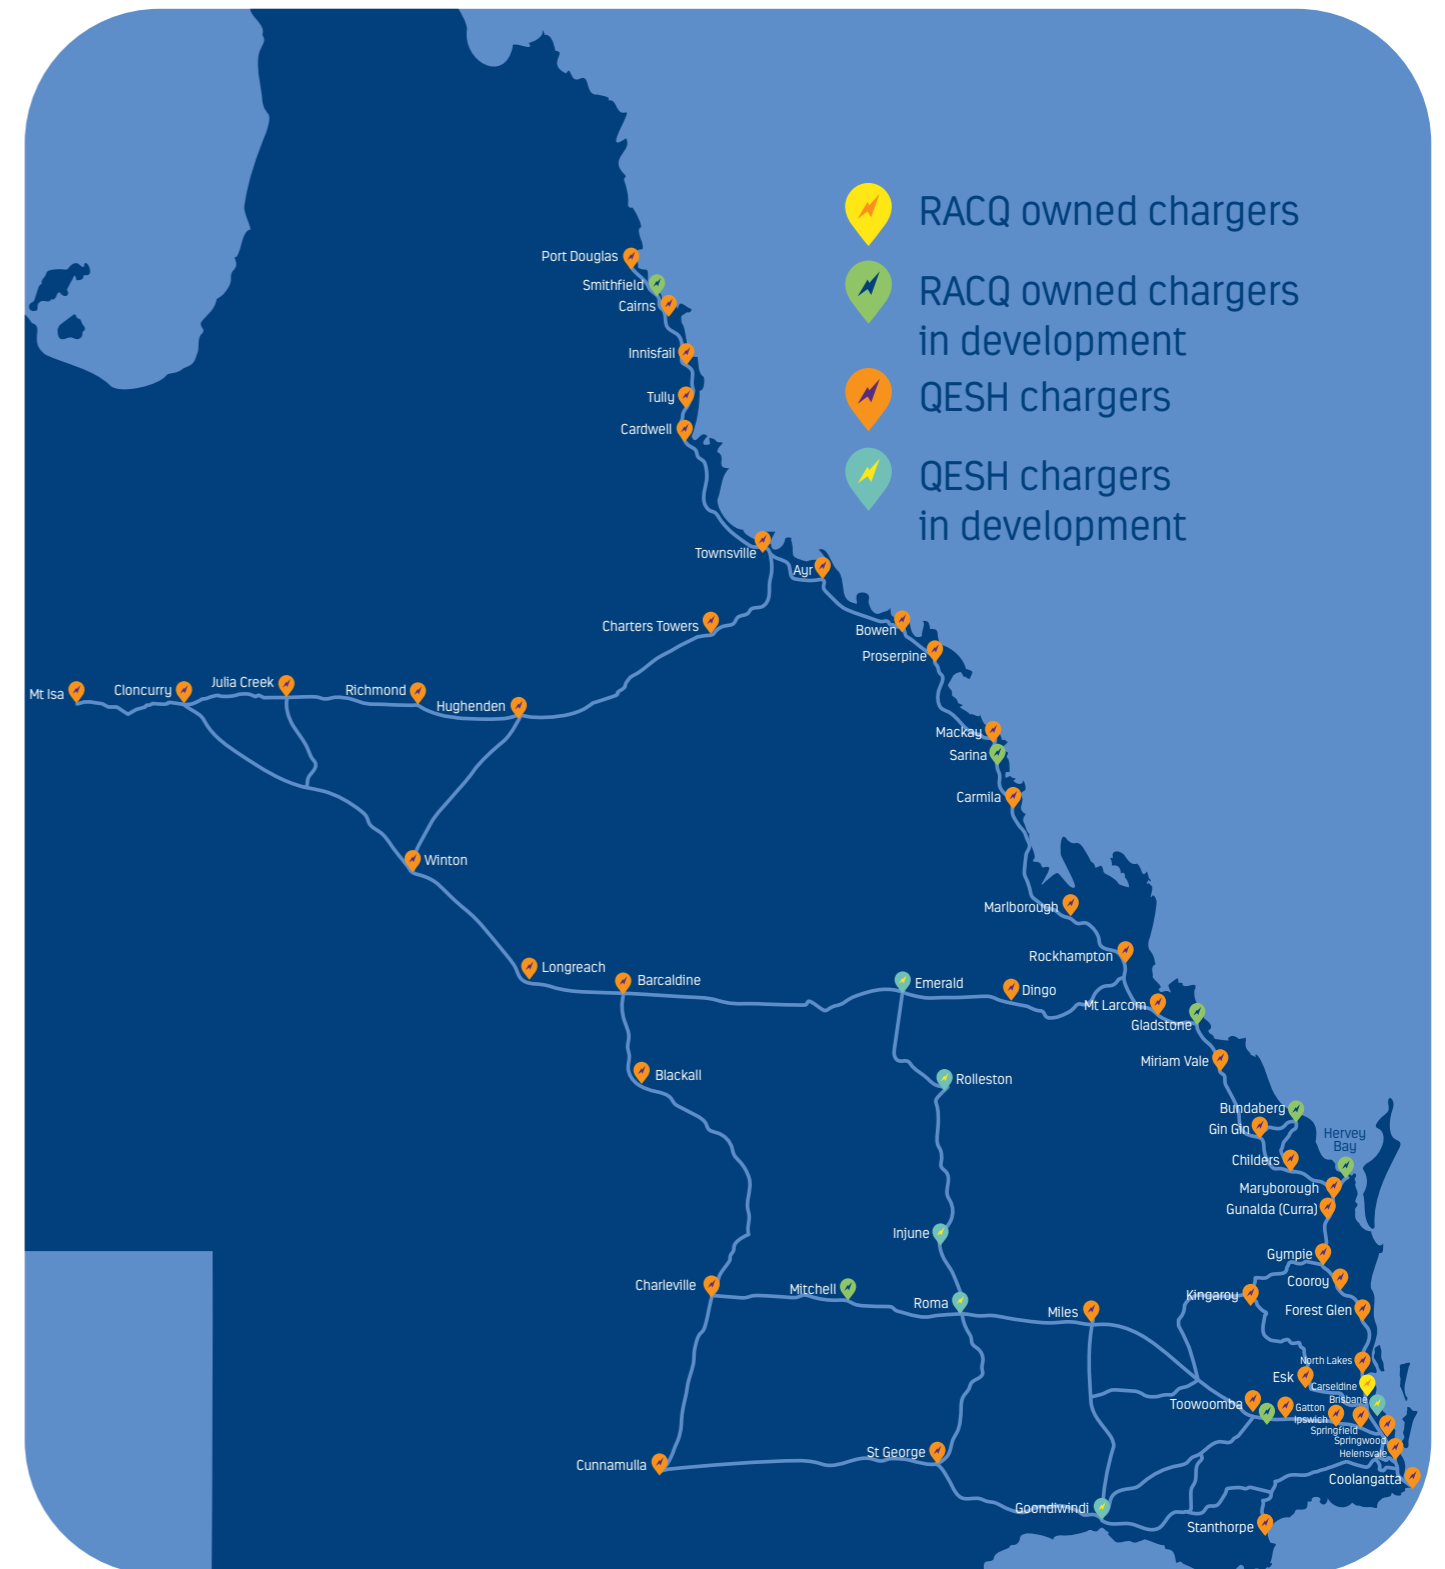 RACQ owned chargers
RACQ owned chargers
in development
QESH chargers
QESH chargers
in development
Port Douglas
Smithfield
Cairns
Innisfail
Tully
Cardwell
Townsville
Ayr
Charters Towers
Bowen
Proserpine
Mt Isa
Cloncurry
Julia Creek
Richmond
Hughenden
Mackay
Sarina
Carmila
Winton
Marlborough
Rockhampton
Longreach
Barcaldine
Emerald
Dingo
Mt Larcom
Gladstone
Miriam Vale
Blackall
Rolleston
Bundaberg
Gin Gin
Hervey
Bay
Childers
Maryborough
Gunalda (Curra)
Injune
Gympie
Cooroy
Charleville
Mitchell
Roma
Miles
Kingaroy
Forest Glen
North Lakes
Esk
Carseldine
Brisbane
Toowoomba
Gatton
Ipswich
Springfield
Springwood
Helensvale
St George
Cunnamulla
Coolangatta
Goondiwindi
Stanthorpe